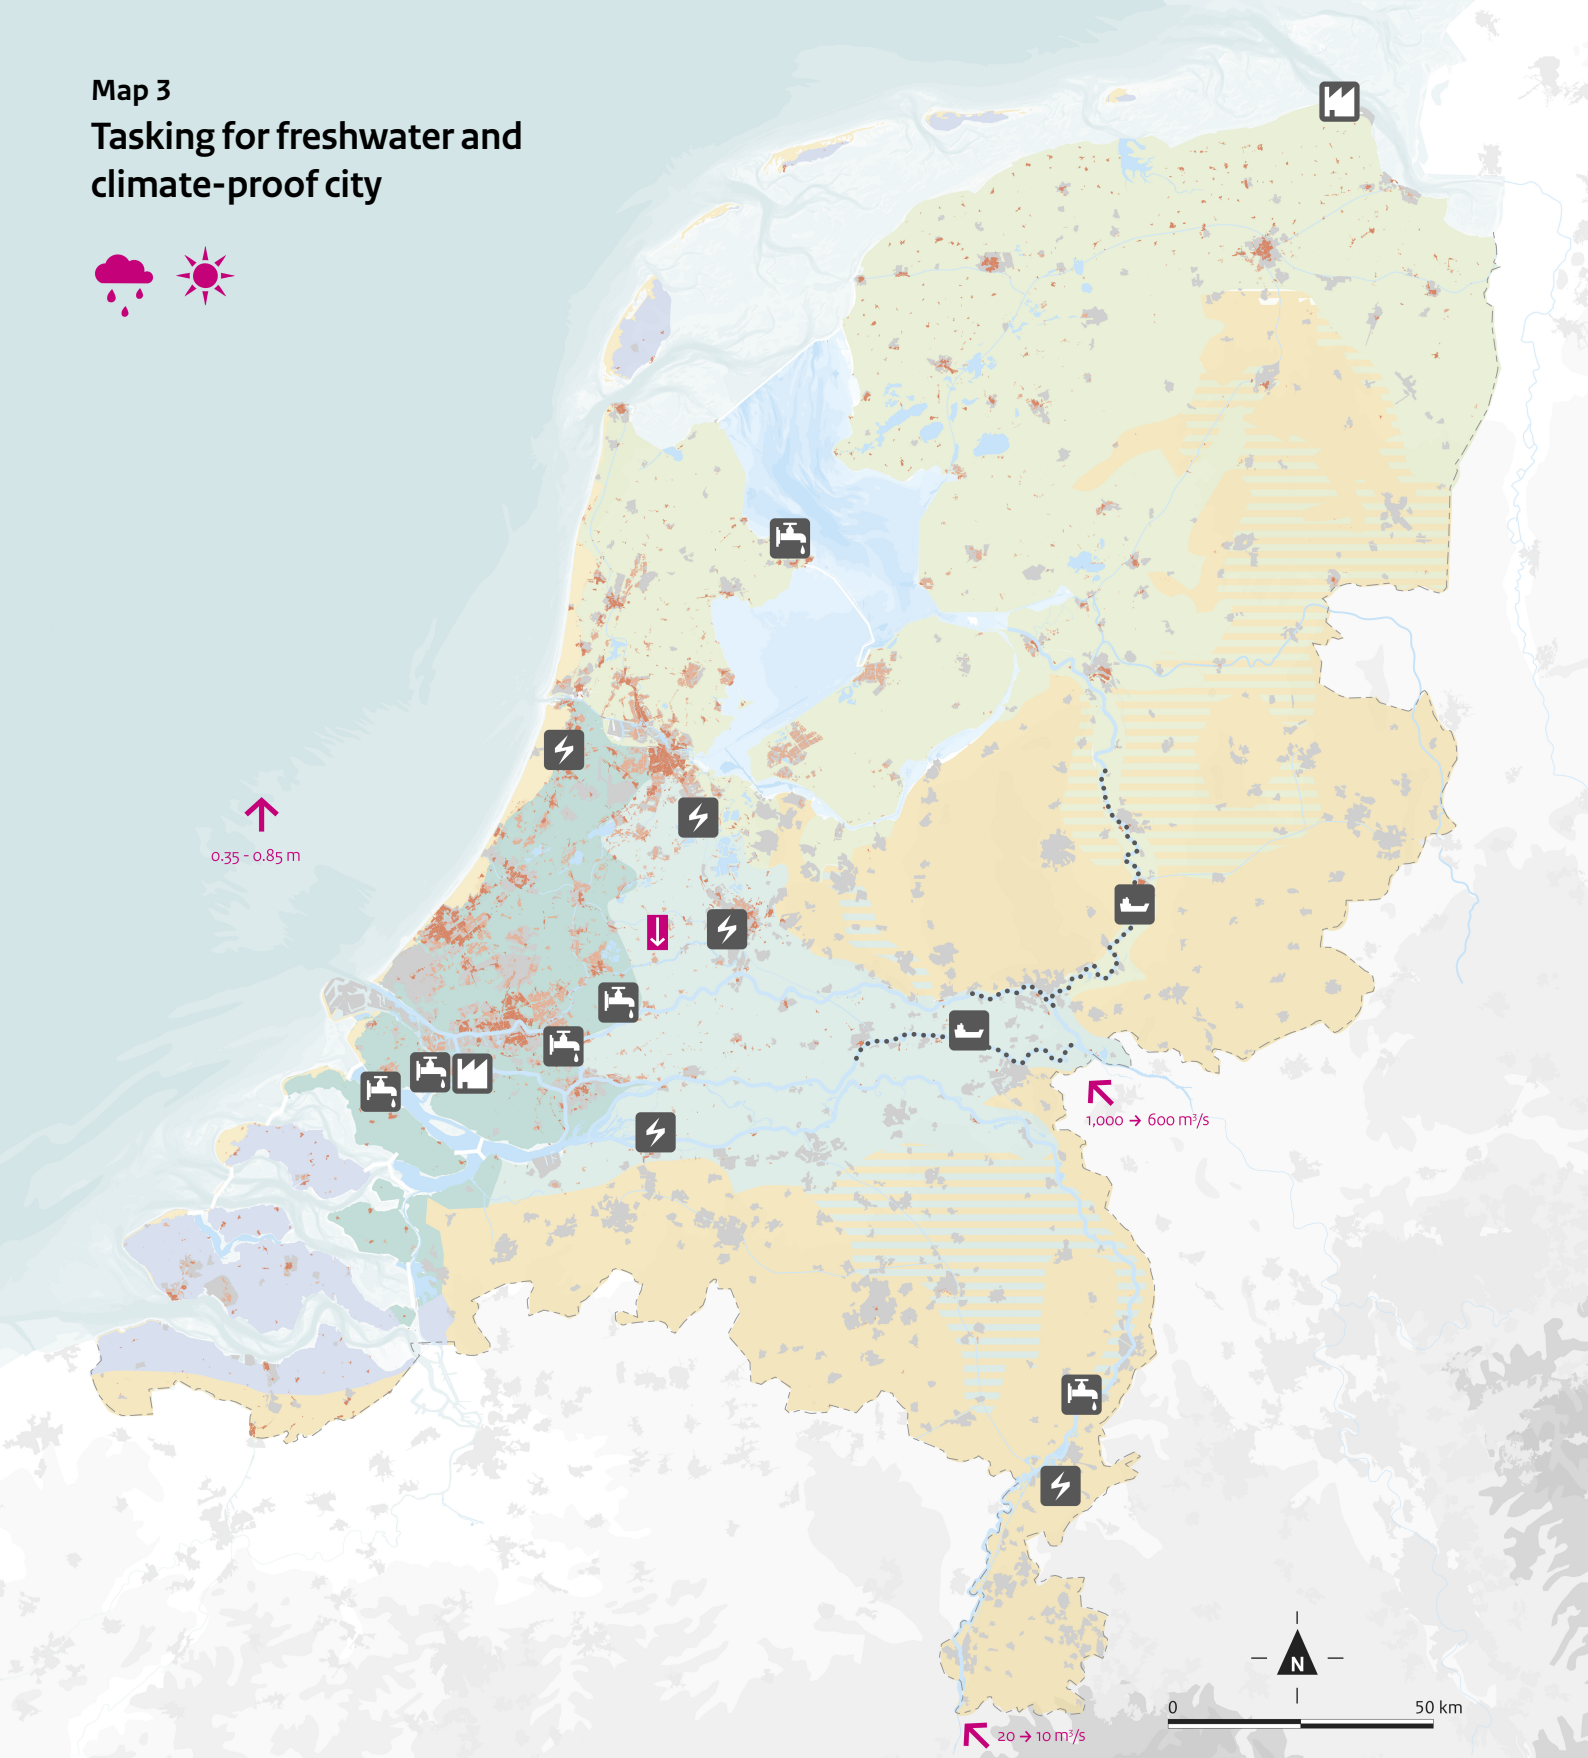 Map 3
Tasking for freshwater and
climate-proof city
0.35 - 0.85 m
1,000 → 600 m³/s
N
0 50 km
20 → 10 m³/s